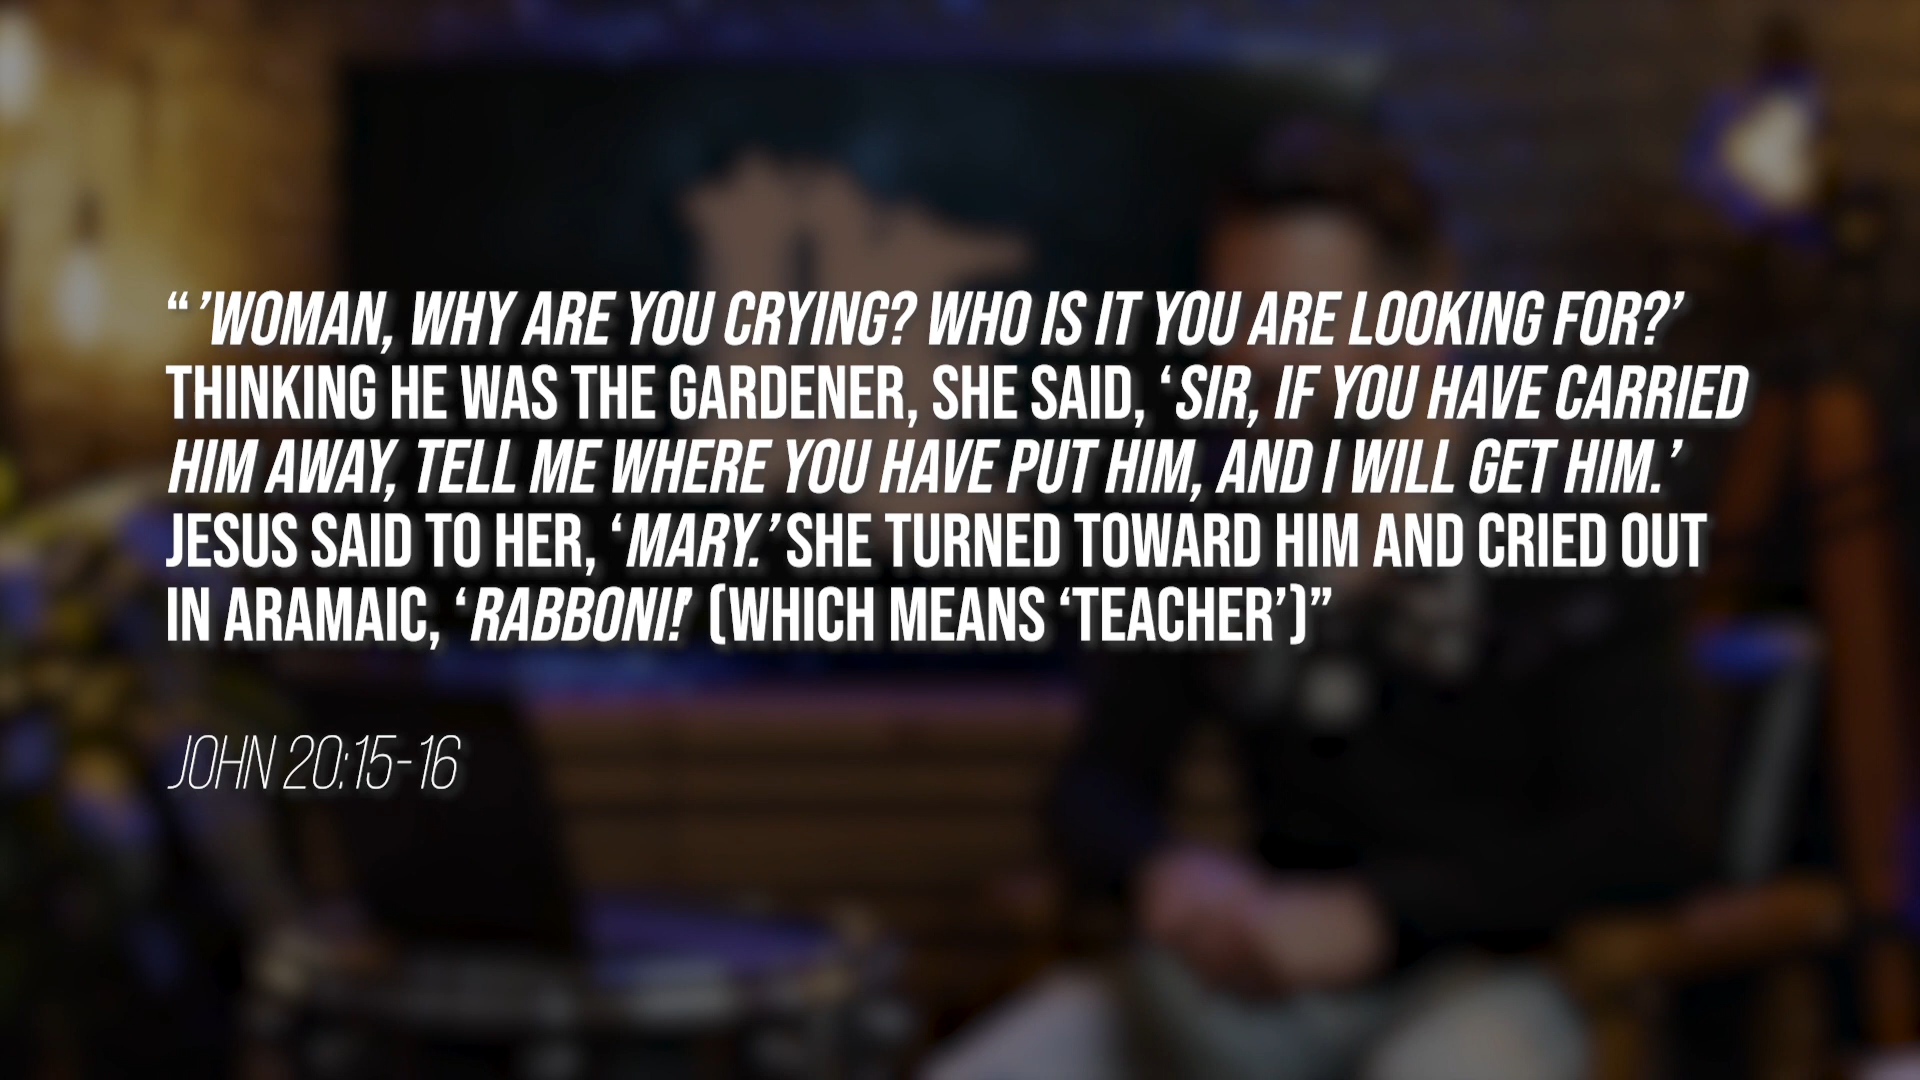 “ ’WOMAN, WHY ARE YOU CRYING? WHO IS IT YOU ARE LOOKING FOR?’
THINKING HE WAS THE GARDENER, SHE SAID, ‘SIR, IF YOU HAVE CARRIED
HIM AWAY, TELL ME WHERE YOU HAVE PUT HIM, AND I WILL GET HIM.’
JESUS SAID TO HER, ‘MARY.’ SHE TURNED TOWARD HIM AND CRIED OUT
IN ARAMAIC, ‘RABBONI!’ (WHICH MEANS ‘TEACHER’)”
JOHN 20:15-16